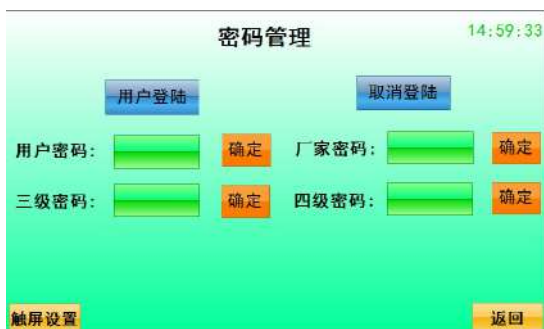 密码管理
14:59:33
用户登陆 取消登陆
用户密码： 确定 厂家密码： 确定
三级密码： 确定 四级密码： 确定
触屏设置 返回